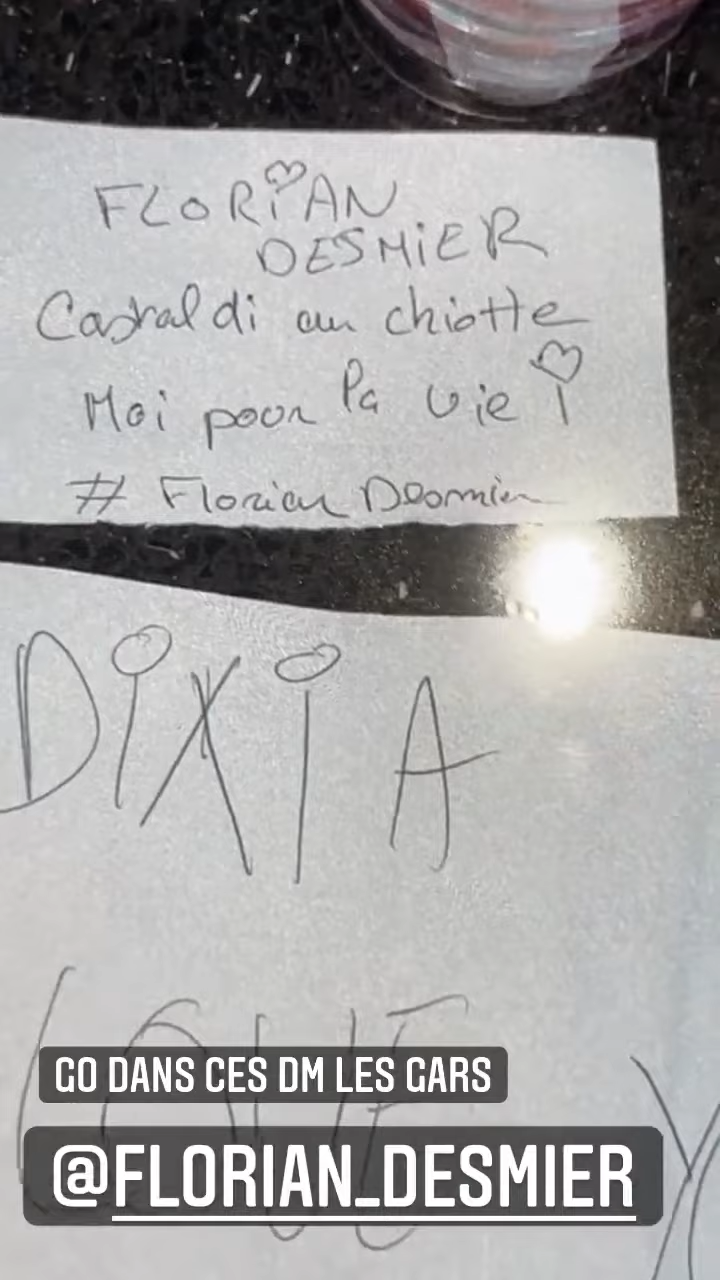 FLORiAN
DESMiER
Castaldi au chiotte
Moi pour la vie !
# Florian Desmier
DiXiA
LOVE
GO DANS CES DM LES GARS
@FLORIAN_DESMIER